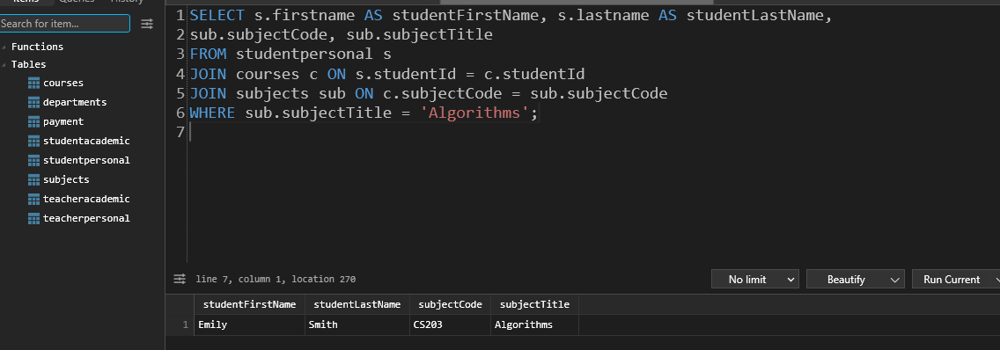 Items Queries History
Search for item...
Functions
Tables
courses
departments
payment
studentacademic
studentpersonal
subjects
teacheracademic
teacherpersonal
1 SELECT s.firstname AS studentFirstName, s.lastname AS studentLastName,
2 sub.subjectCode, sub.subjectTitle
3 FROM studentpersonal s
4 JOIN courses c ON s.studentId = c.studentId
5 JOIN subjects sub ON c.subjectCode = sub.subjectCode
6 WHERE sub.subjectTitle = 'Algorithms';
7
line 7, column 1, location 270
No limit Beautify Run Current
studentFirstName studentLastName subjectCode subjectTitle
1 Emily Smith CS203 Algorithms